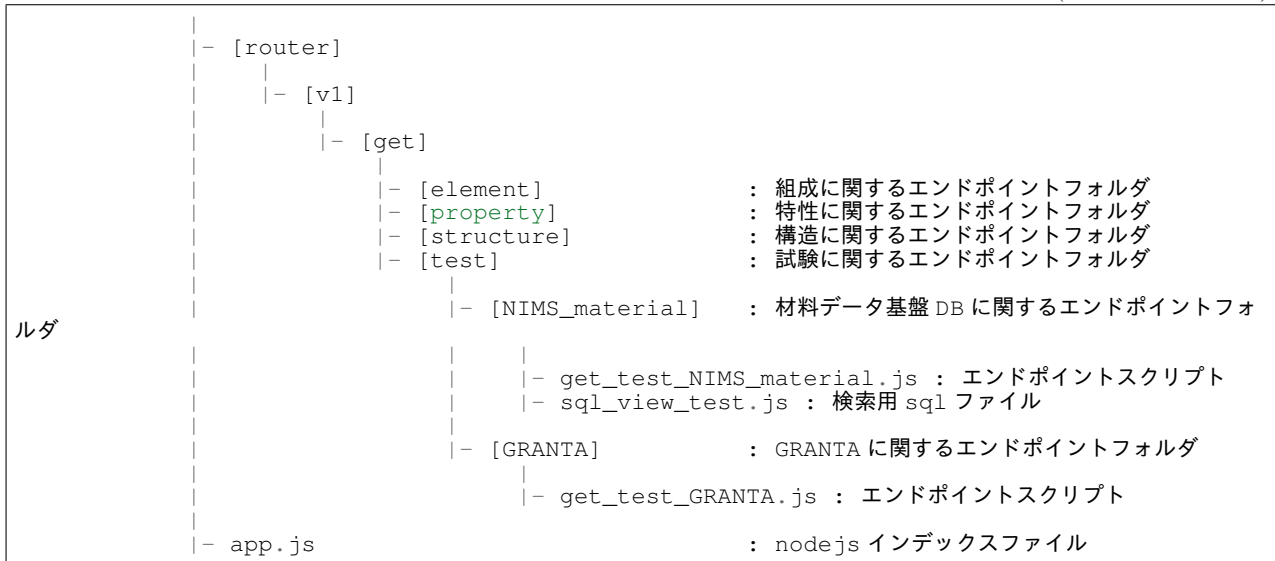 |
|- [router]
|    |
|    |- [v1]
|        |
|        |- [get]
|            |
|            |- [element]               : 組成に関するエンドポイントフォルダ
|            |- [property]              : 特性に関するエンドポイントフォルダ
|            |- [structure]             : 構造に関するエンドポイントフォルダ
|            |- [test]                  : 試験に関するエンドポイントフォルダ
|                 |
|                 |- [NIMS_material]    : 材料データ基盤 DB に関するエンドポイントフォ
ルダ
|                 |    |
|                 |    |- get_test_NIMS_material.js : エンドポイントスクリプト
|                 |    |- sql_view_test.js : 検索用 sql ファイル
|                 |
|                 |- [GRANTA]           : GRANTA に関するエンドポイントフォルダ
|                      |
|                      |- get_test_GRANTA.js : エンドポイントスクリプト
|
|- app.js                               : nodejs インデックスファイル